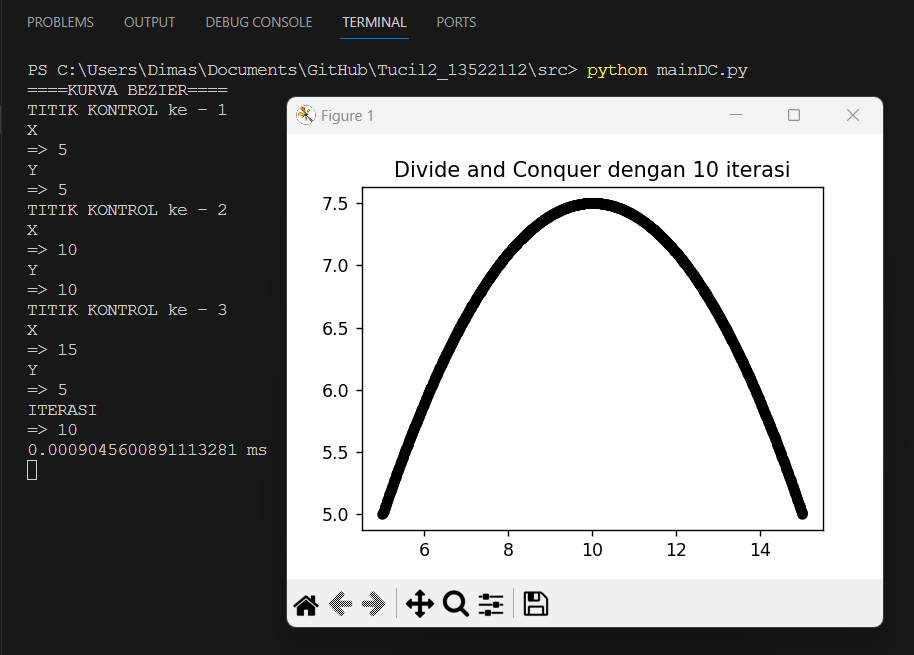 PROBLEMS OUTPUT DEBUG CONSOLE TERMINAL PORTS
PS C:\Users\Dimas\Documents\GitHub\Tucil2_13522112\src> python mainDC.py
====KURVA BEZIER====
TITIK KONTROL ke - 1
X
=> 5
Y
=> 5
TITIK KONTROL ke - 2
X
=> 10
Y
=> 10
TITIK KONTROL ke - 3
X
=> 15
Y
=> 5
ITERASI
=> 10
0.0009045600891113281 ms
Figure 1
Divide and Conquer dengan 10 iterasi
7.5
7.0
6.5
6.0
5.5
5.0
6 8 10 12 14